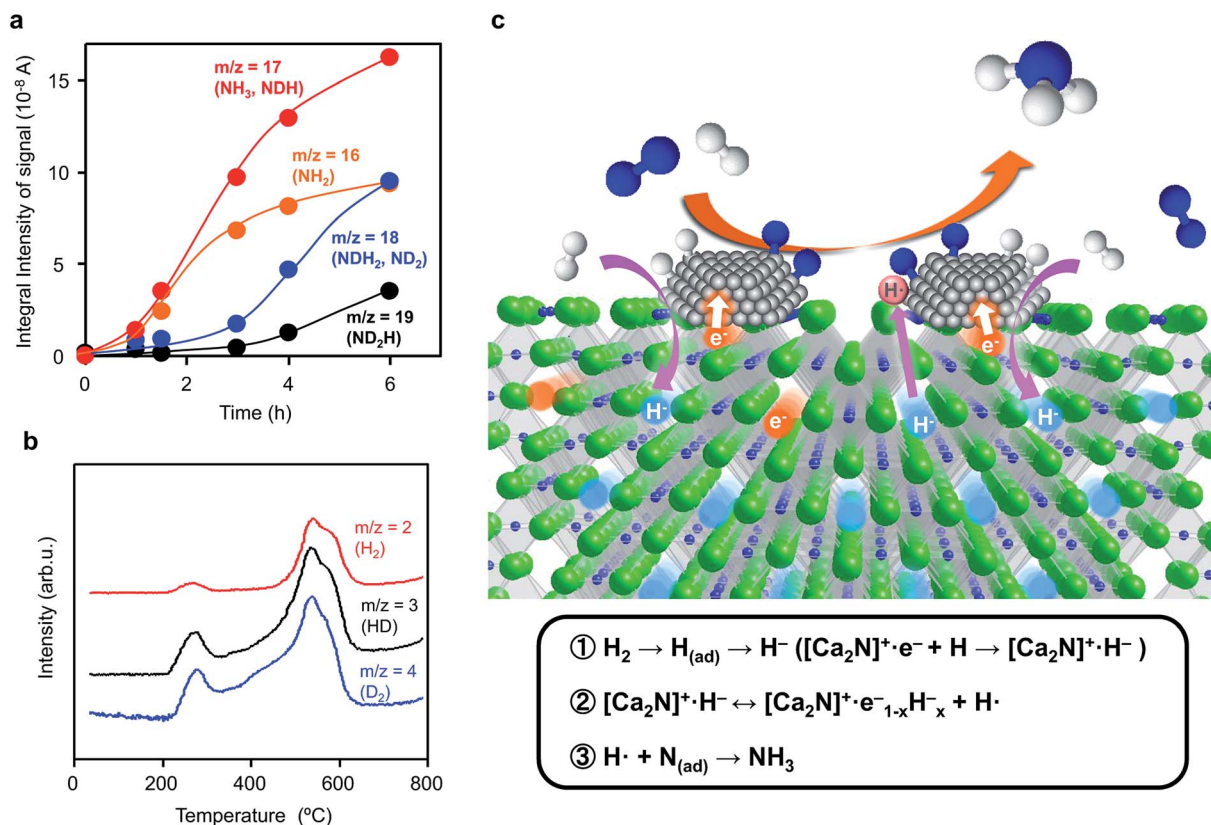 a
Integral Intensity of signal (10⁻⁸ A)
15
10
5
0
0
2
4
6
Time (h)
m/z = 17
(NH₃, NDH)
m/z = 16
(NH₂)
m/z = 18
(NDH₂, ND₂)
m/z = 19
(ND₂H)
b
Intensity (arb.u.)
m/z = 2
(H₂)
m/z = 3
(HD)
m/z = 4
(D₂)
0
200
400
600
800
Temperature (ºC)
c
H·
e⁻
e⁻
H⁻
e⁻
H⁻
H⁻
① H₂ → H₍ad₎ → H⁻ ([Ca₂N]⁺·e⁻ + H → [Ca₂N]⁺·H⁻ )
② [Ca₂N]⁺·H⁻ ↔ [Ca₂N]⁺·e⁻₁₋ₓH⁻ₓ + H·
③ H· + N₍ad₎ → NH₃